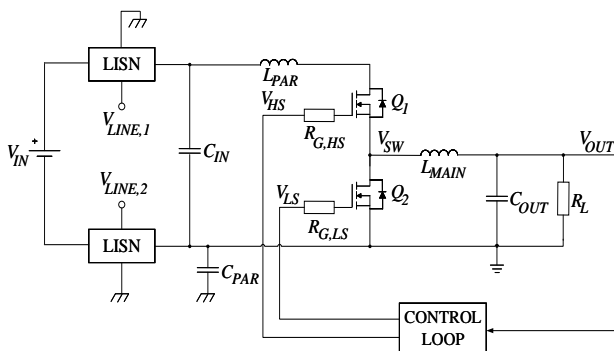 LISN
V_LINE,1
V_IN
+
C_IN
V_LINE,2
LISN
C_PAR
L_PAR
V_HS
R_G,HS
Q_1
V_SW
L_MAIN
V_OUT
V_LS
R_G,LS
Q_2
C_OUT
R_L
CONTROL
LOOP